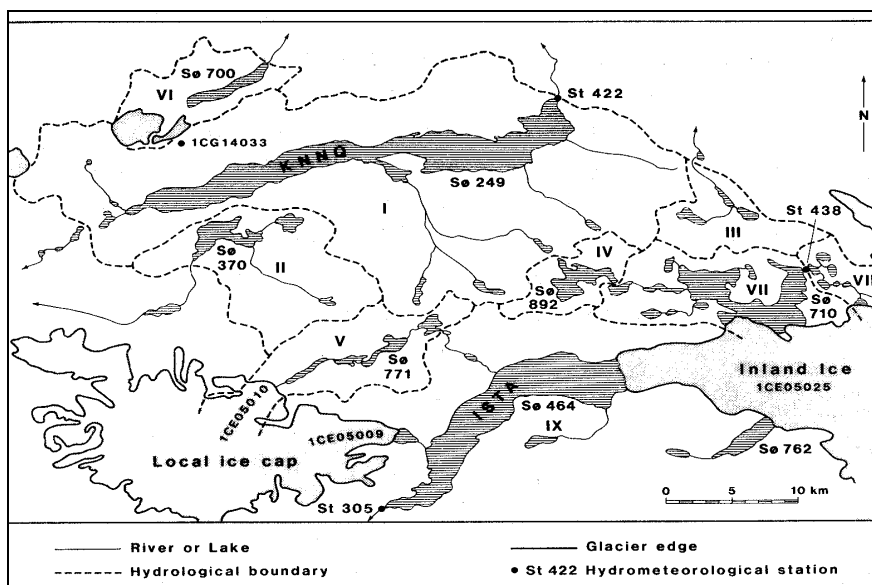 Sø 700
VI
St 422
1CG14033
N
KNNQ
Sø 249
I
III
St 438
IV
Sø
370
II
Sø
892
VII
VII
Sø
710
V
Sø
771
Inland Ice
1CE05025
1CE05010
ISTA
Sø 464
IX
1CE05009
Local ice cap
Sø 762
St 305
0 5 10 km
River or Lake
Glacier edge
Hydrological boundary
St 422 Hydrometeorological station